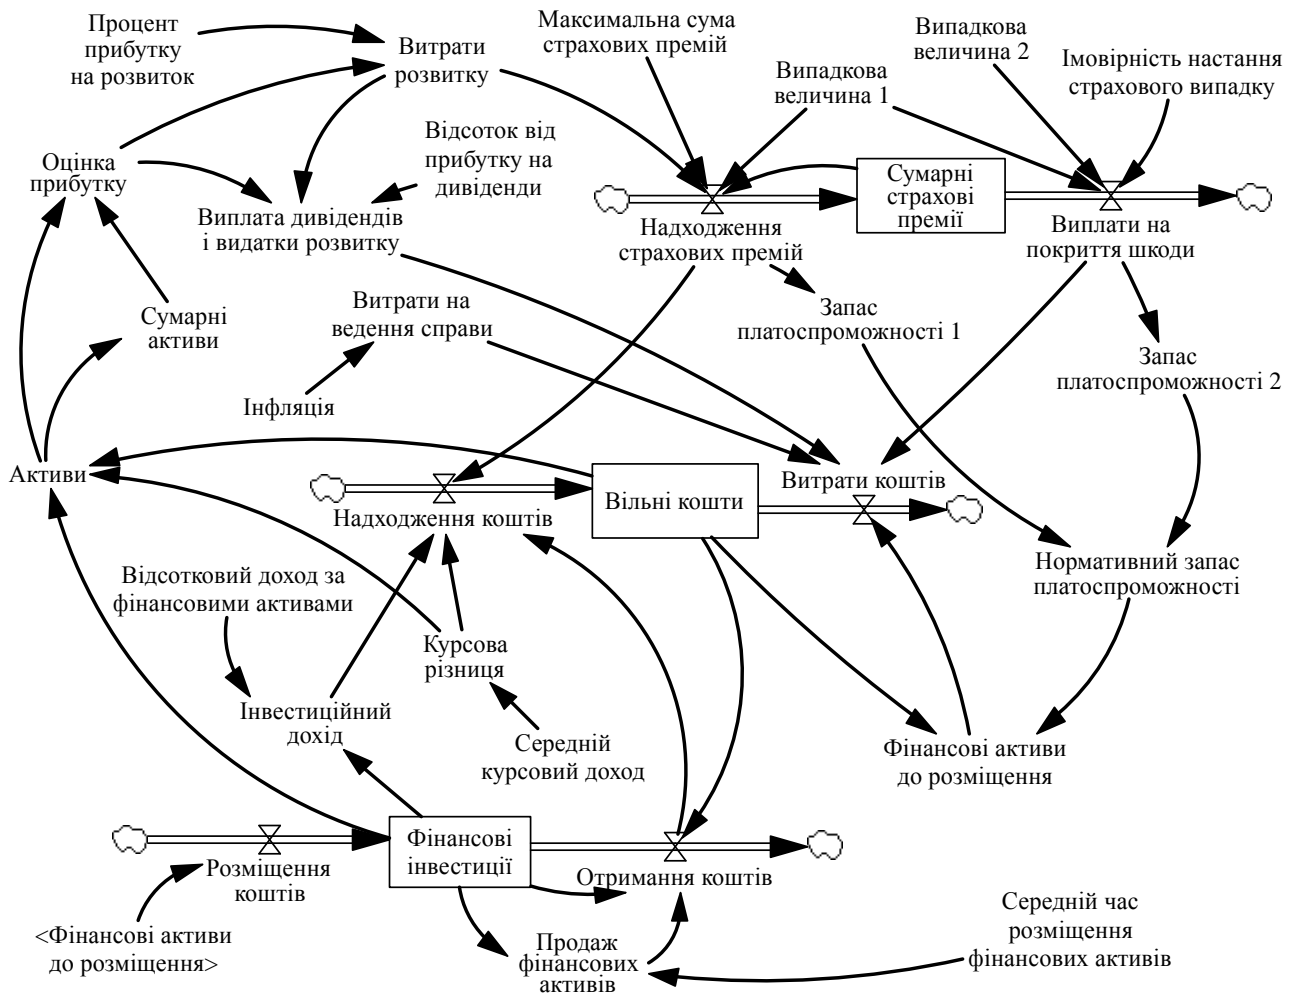 Процент
прибутку
на розвиток
Витрати
розвитку
Максимальна сума
страхових премій
Випадкова
величина 1
Випадкова
величина 2
Імовірність настання
страхового випадку
Оцінка
прибутку
Відсоток від
прибутку на
дивіденди
Виплата дивідендів
і видатки розвитку
Надходження
страхових премій
Сумарні
страхові
премії
Виплати на
покриття шкоди
Сумарні
активи
Витрати на
ведення справи
Запас
платоспроможності 1
Запас
платоспроможності 2
Інфляція
Активи
Надходження коштів
Вільні кошти
Витрати коштів
Нормативний запас
платоспроможності
Відсотковий доход за
фінансовими активами
Курсова
різниця
Інвестиційний
дохід
Середній
курсовий доход
Фінансові активи
до розміщення
Розміщення
коштів
Фінансові
інвестиції
Отримання коштів
<Фінансові активи
до розміщення>
Продаж
фінансових
активів
Середній час
розміщення
фінансових активів